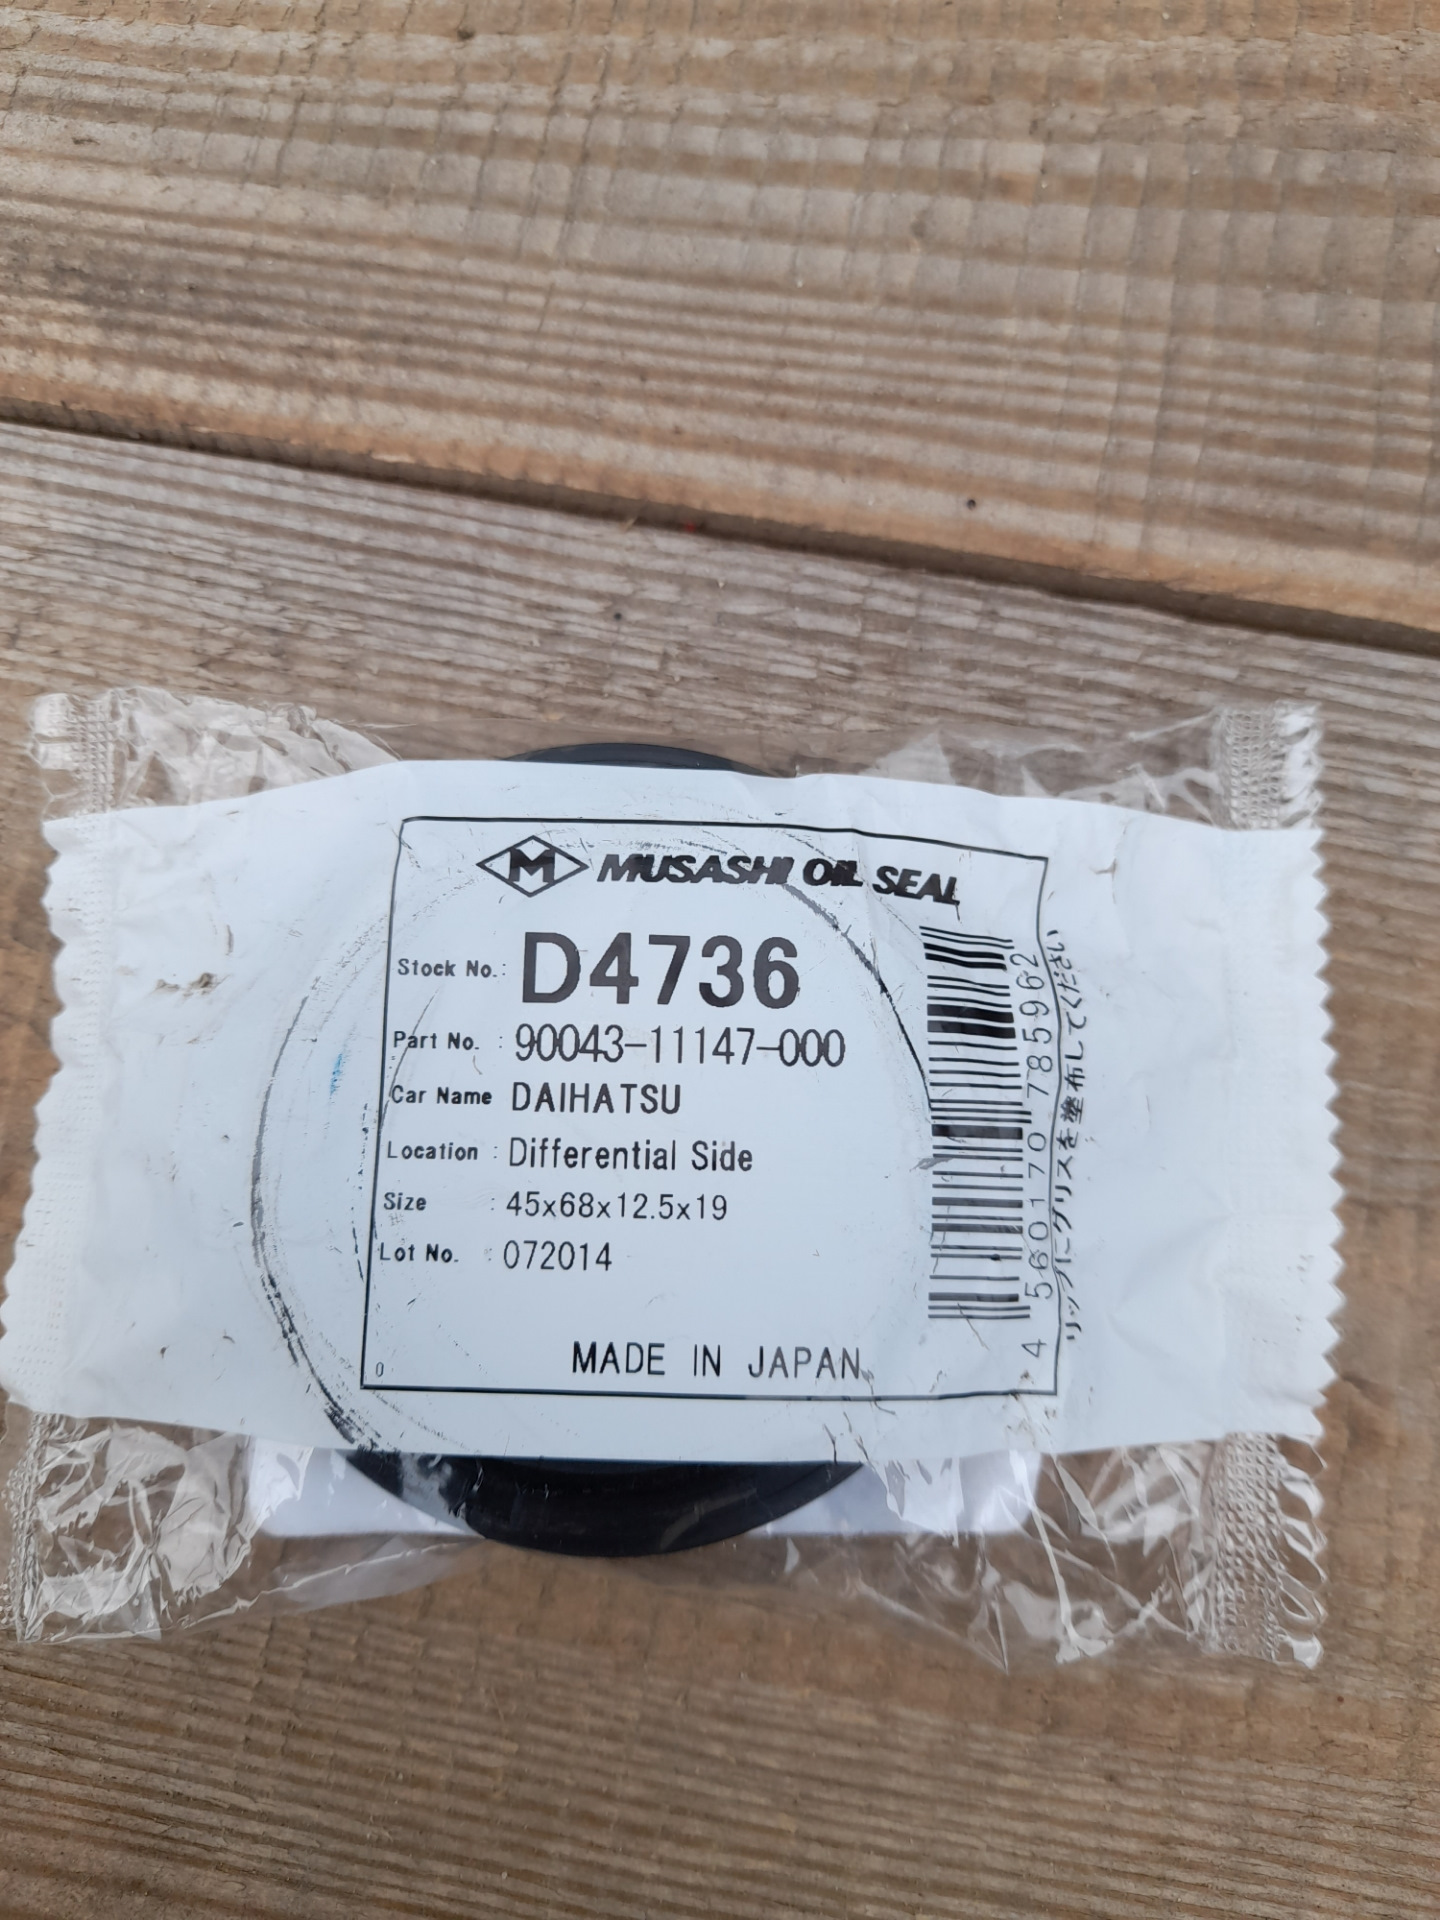 M MUSASHI OIL SEAL
Stock No.: D4736
Part No. : 90043-11147-000
Car Name DAIHATSU
Location : Differential Side
Size : 45x68x12.5x19
Lot No. : 072014
0
MADE IN JAPAN
4 560170 785962
リップにグリスを塗布してください